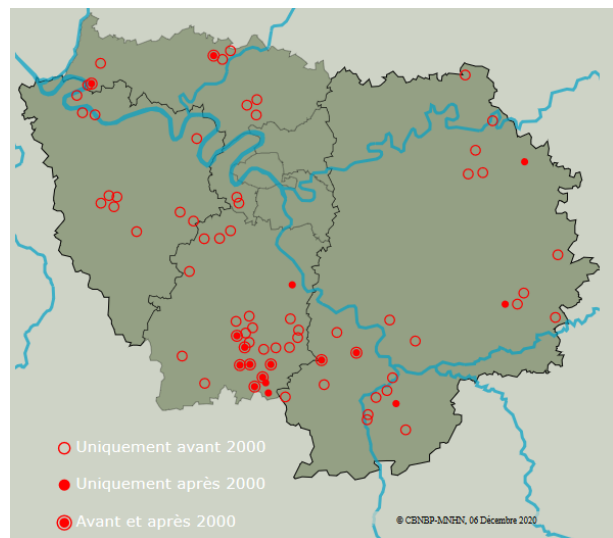 Uniquement avant 2000
Uniquement après 2000
Avant et après 2000
© CBNBP-MNHN, 06 Décembre 2020